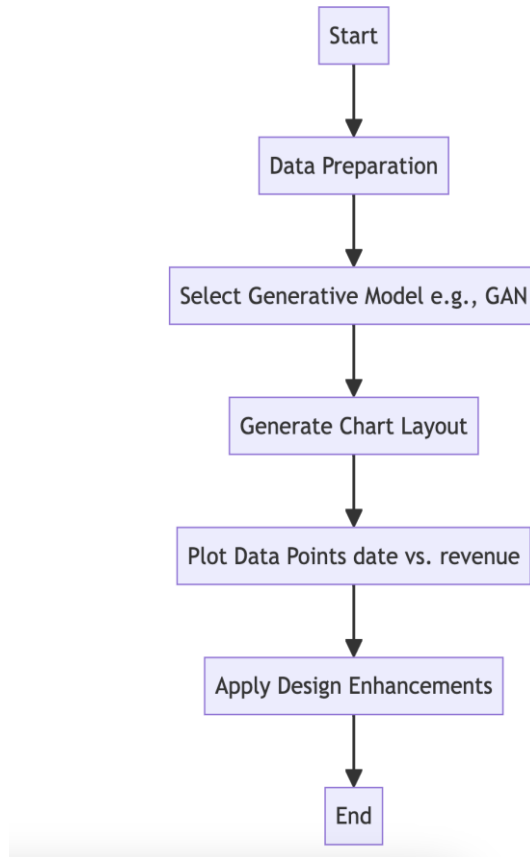 Start
Data Preparation
Select Generative Model e.g., GAN
Generate Chart Layout
Plot Data Points date vs. revenue
Apply Design Enhancements
End